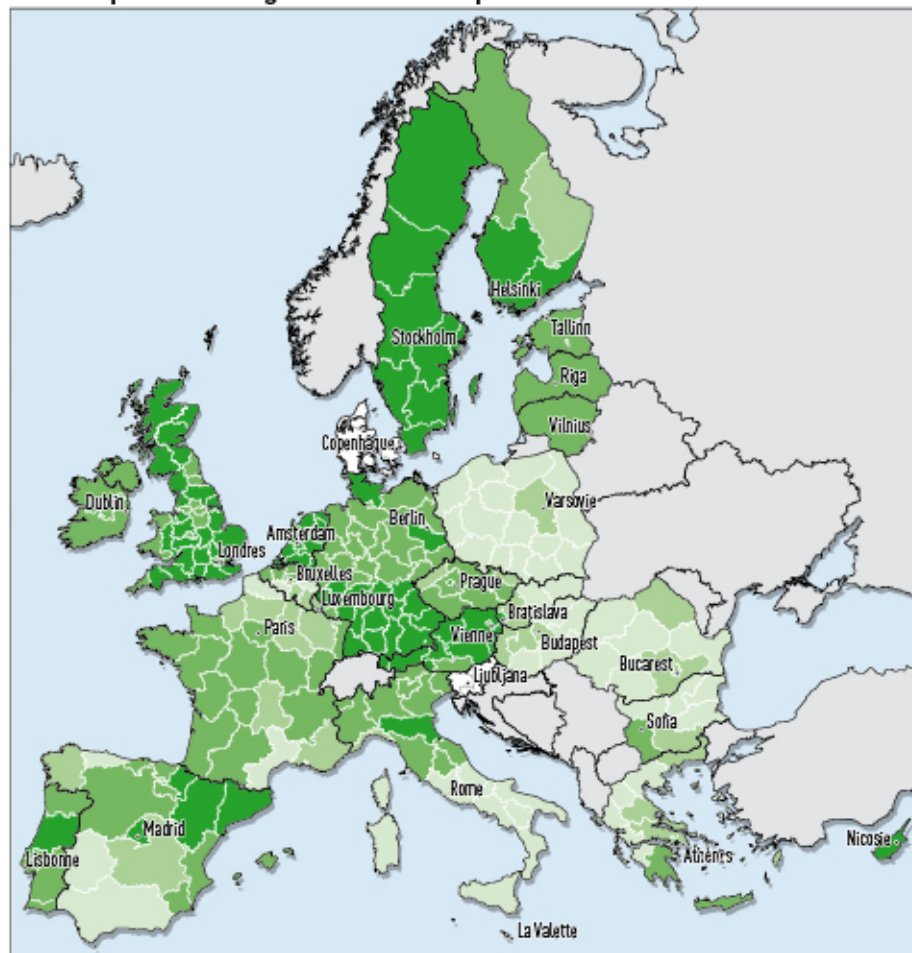 Helsinki
Tallinn
Stockholm
Riga
Vilnius
Copenhague
Dublin
Varsovie
Berlin
Amsterdam
Londres
Bruxelles
Prague
Luxembourg
Bratislava
Paris
Vienne
Budapest
Ljubljana
Bucarest
Sofia
Rome
Madrid
Nicosie
Lisbonne
Athènes
La Valette